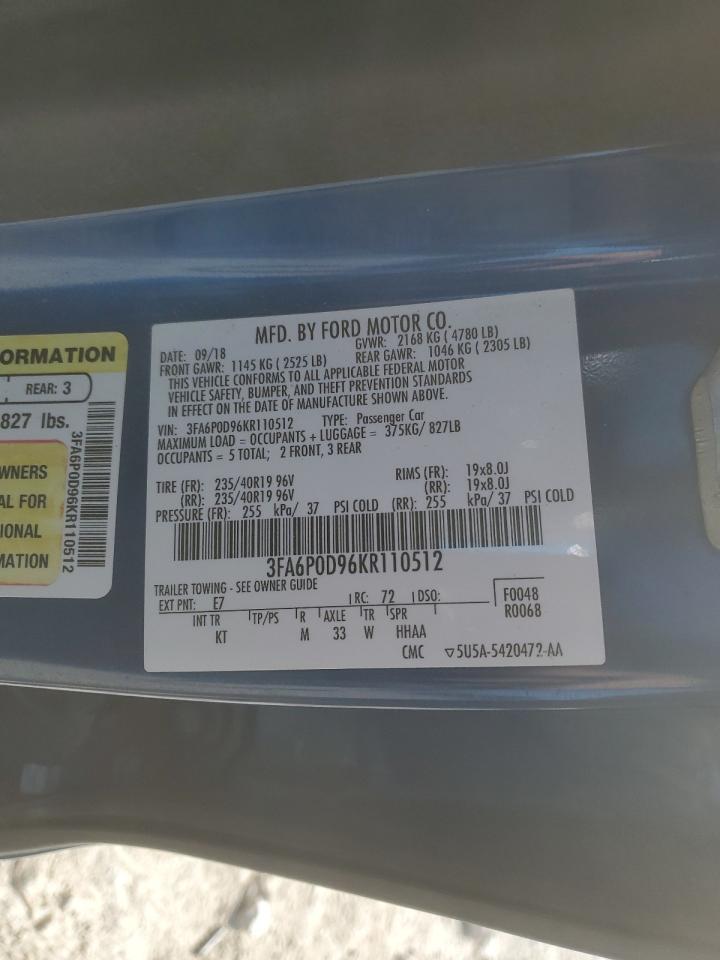 ORMATION
REAR: 3
827 lbs.
3FA6P0D96KR110512
WNERS
AL FOR
IONAL
MATION
MFD. BY FORD MOTOR CO.
DATE: 09/18 GVWR: 2168 KG ( 4780 LB)
FRONT GAWR: 1145 KG ( 2525 LB) REAR GAWR: 1046 KG ( 2305 LB)
THIS VEHICLE CONFORMS TO ALL APPLICABLE FEDERAL MOTOR
VEHICLE SAFETY, BUMPER, AND THEFT PREVENTION STANDARDS
IN EFFECT ON THE DATE OF MANUFACTURE SHOWN ABOVE.
VIN: 3FA6P0D96KR110512 TYPE: Passenger Car
MAXIMUM LOAD = OCCUPANTS + LUGGAGE = 375KG/ 827LB
OCCUPANTS = 5 TOTAL; 2 FRONT, 3 REAR
TIRE (FR): 235/40R19 96V RIMS (FR): 19x8.0J
(RR): 235/40R19 96V (RR): 19x8.0J
PRESSURE (FR): 255 kPa/ 37 PSI COLD (RR): 255 kPa/ 37 PSI COLD
3FA6P0D96KR110512
TRAILER TOWING - SEE OWNER GUIDE
EXT PNT: E7 RC: 72 DSO: F0048
R0068
INT TR TP/PS R AXLE TR SPR
KT M 33 W HHAA
CMC ▽5U5A-5420472-AA